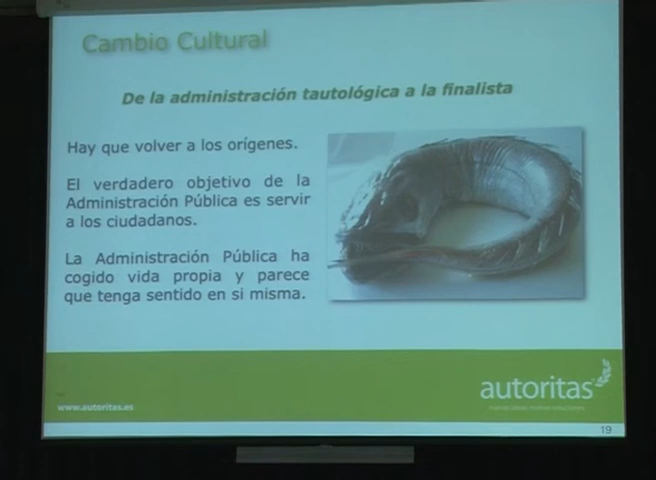 Cambio Cultural
De la administración tautológica a la finalista
Hay que volver a los orígenes.
El verdadero objetivo de la
Administración Pública es servir
a los ciudadanos.
La Administración Pública ha
cogido vida propia y parece
que tenga sentido en si misma.
autoritas
www.autoritas.es
19